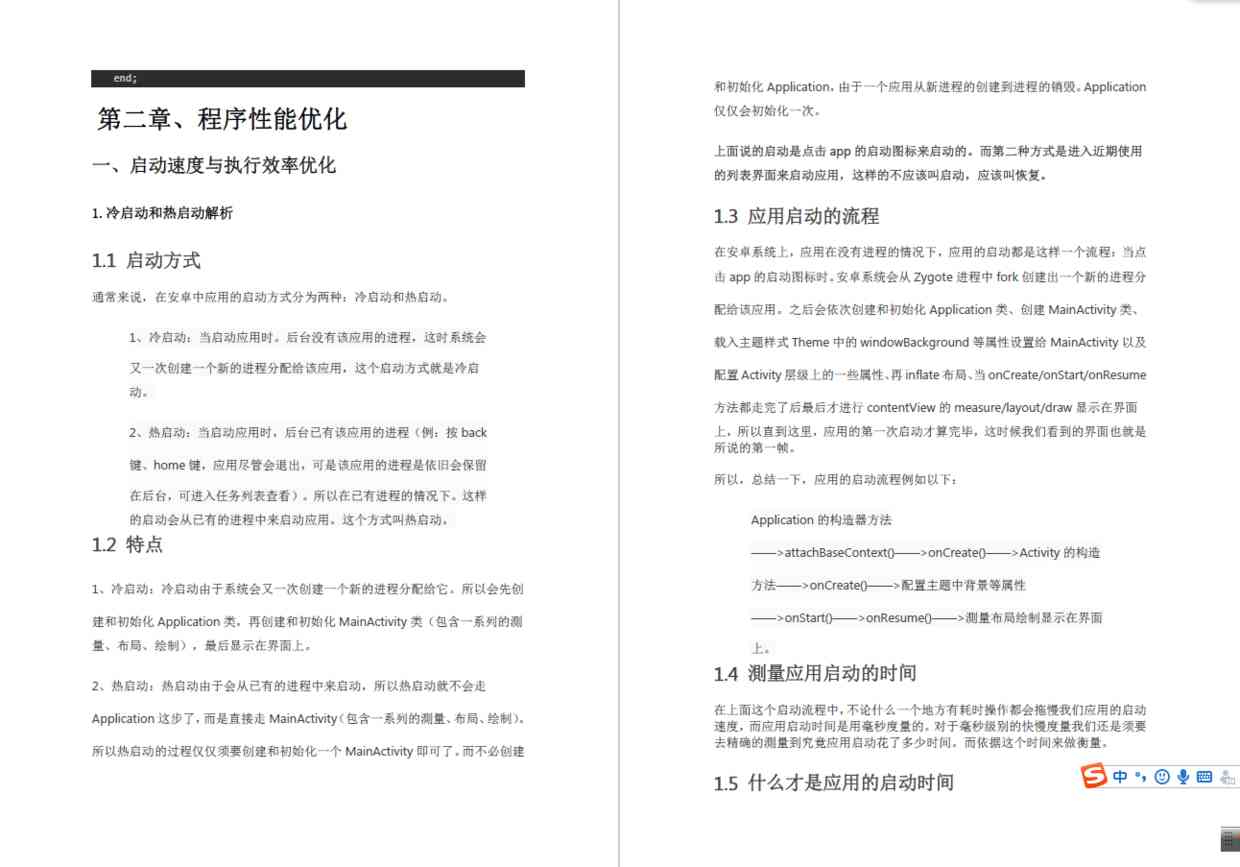 end;
第二章、程序性能优化
一、启动速度与执行效率优化
1. 冷启动和热启动解析
1.1 启动方式
通常来说，在安卓中应用的启动方式分为两种：冷启动和热启动。
1、冷启动：当启动应用时。后台没有该应用的进程，这时系统会
又一次创建一个新的进程分配给该应用，这个启动方式就是冷启
动。
2、热启动：当启动应用时，后台已有该应用的进程（例：按 back
键、home 键，应用尽管会退出，可是该应用的进程是依旧会保留
在后台，可进入任务列表查看）。所以在已有进程的情况下。这样
的启动会从已有的进程中来启动应用。这个方式叫热启动。
1.2 特点
1、冷启动：冷启动由于系统会又一次创建一个新的进程分配给它。所以会先创
建和初始化 Application 类，再创建和初始化 MainActivity 类（包含一系列的测
量、布局、绘制），最后显示在界面上。
2、热启动：热启动由于会从已有的进程中来启动，所以热启动就不会走
Application 这步了，而是直接走 MainActivity（包含一系列的测量、布局、绘制）。
所以热启动的过程仅仅须要创建和初始化一个 MainActivity 即可了。而不必创建
和初始化 Application，由于一个应用从新进程的创建到进程的销毁。Application
仅仅会初始化一次。
上面说的启动是点击 app 的启动图标来启动的。而第二种方式是进入近期使用
的列表界面来启动应用，这样的不应该叫启动，应该叫恢复。
1.3 应用启动的流程
在安卓系统上，应用在没有进程的情况下，应用的启动都是这样一个流程：当点
击 app 的启动图标时。安卓系统会从 Zygote 进程中 fork 创建出一个新的进程分
配给该应用。之后会依次创建和初始化 Application 类、创建 MainActivity 类、
载入主题样式 Theme 中的 windowBackground 等属性设置给 MainActivity 以及
配置 Activity 层级上的一些属性、再 inflate 布局、当 onCreate/onStart/onResume
方法都走完了后最后才进行 contentView 的 measure/layout/draw 显示在界面
上，所以直到这里，应用的第一次启动才算完毕，这时候我们看到的界面也就是
所说的第一帧。
所以，总结一下，应用的启动流程例如以下：
Application 的构造器方法
——>attachBaseContext()——>onCreate()——>Activity 的构造
方法——>onCreate()——>配置主题中背景等属性
——>onStart()——>onResume()——>测量布局绘制显示在界面
上。
1.4 测量应用启动的时间
在上面这个启动流程中，不论什么一个地方有耗时操作都会拖慢我们应用的启动
速度，而应用启动时间是用毫秒度量的，对于毫秒级别的快慢度量我们还是须要
去精确的测量到究竟应用启动花了多少时间，而依据这个时间来做衡量。
1.5 什么才是应用的启动时间
中